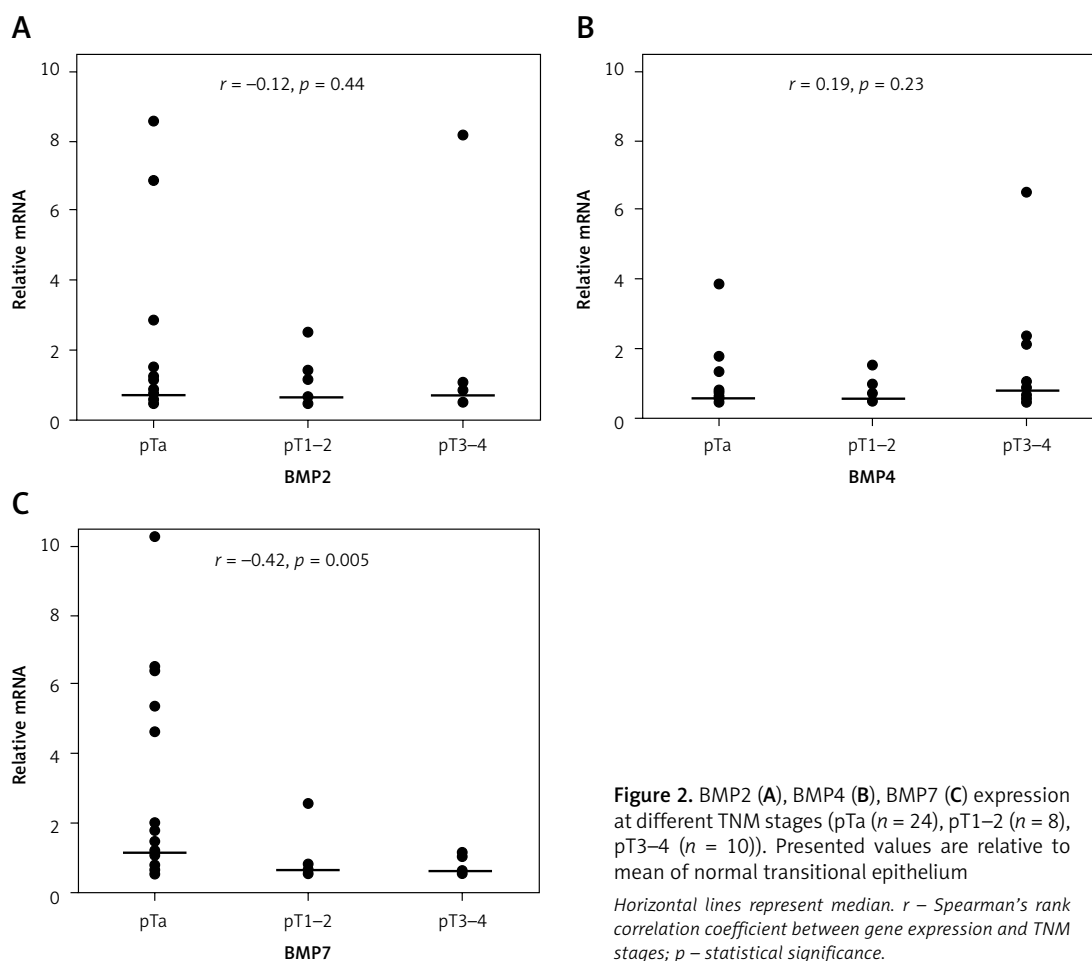 A
r = –0.12, p = 0.44
Relative mRNA
10
8
6
4
2
0
pTa pT1–2 pT3–4
BMP2
B
r = 0.19, p = 0.23
Relative mRNA
10
8
6
4
2
0
pTa pT1–2 pT3–4
BMP4
C
r = –0.42, p = 0.005
Relative mRNA
10
8
6
4
2
0
pTa pT1–2 pT3–4
BMP7
Figure 2. BMP2 (A), BMP4 (B), BMP7 (C) expression
at different TNM stages (pTa (n = 24), pT1–2 (n = 8),
pT3–4 (n = 10)). Presented values are relative to
mean of normal transitional epithelium
Horizontal lines represent median. r – Spearman's rank
correlation coefficient between gene expression and TNM
stages; p – statistical significance.